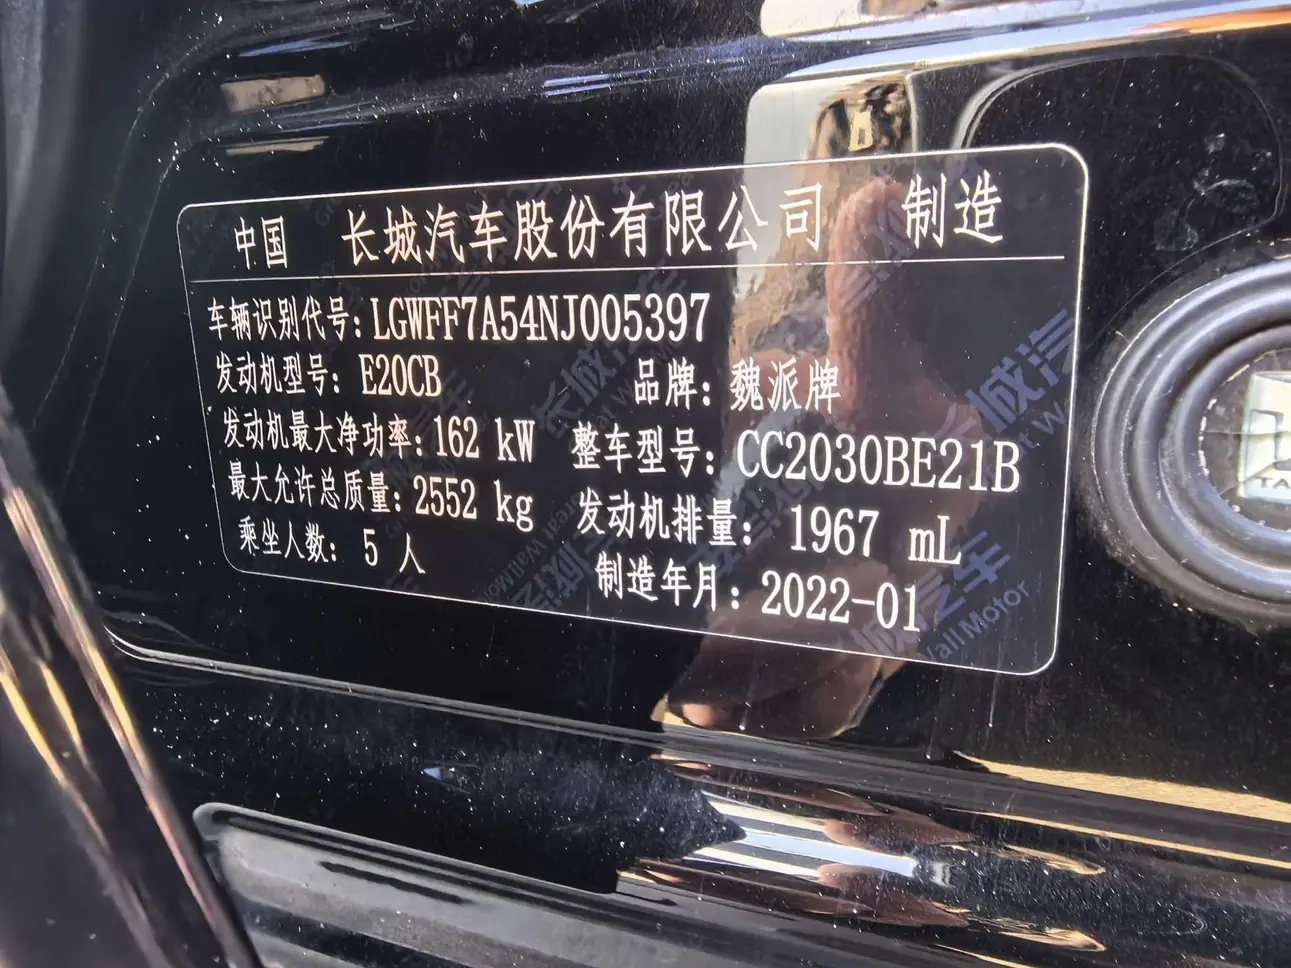 中国 长城汽车股份有限公司 制造
车辆识别代号: LGWFF7A54NJ005397
发动机型号: E20CB 品牌: 魏派牌
发动机最大净功率: 162 kW 整车型号: CC2030BE21B
最大允许总质量: 2552 kg 发动机排量: 1967 mL
乘坐人数: 5 人 制造年月: 2022-01